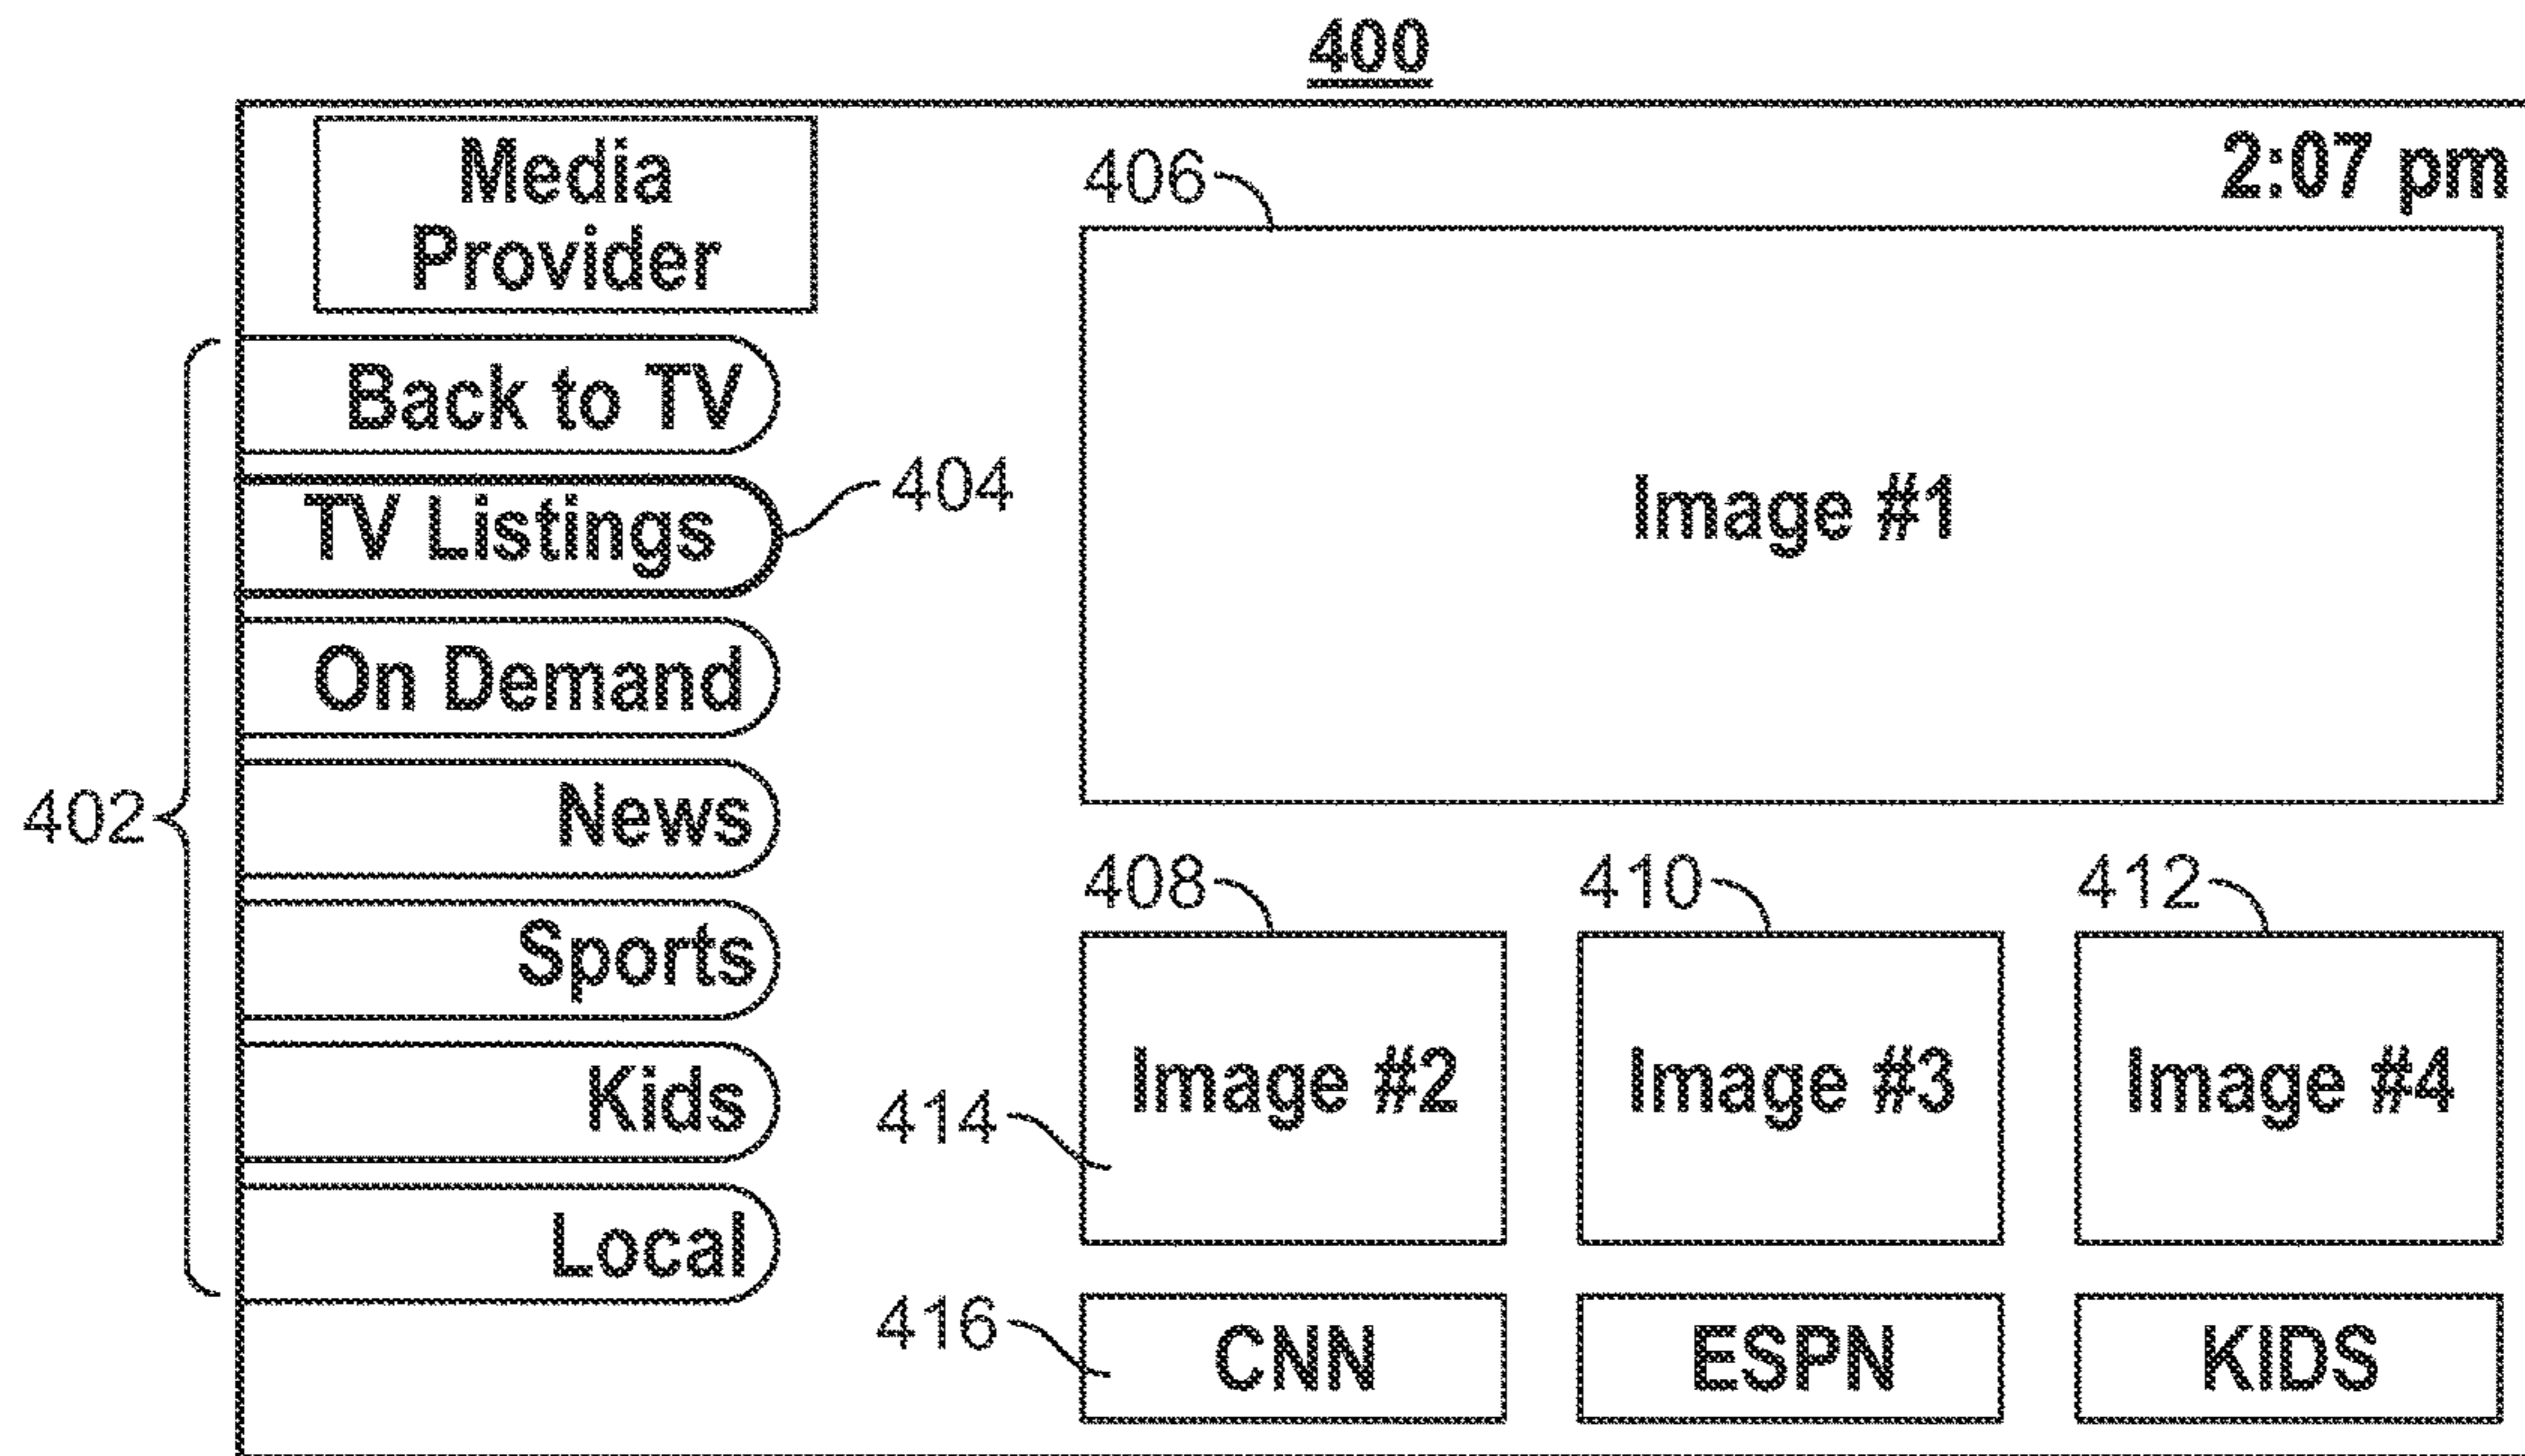 400
Media
Provider
2:07 pm
406
Back to TV
TV Listings
404
Image #1
On Demand
News
402
Sports
408
410
412
Kids
414
Image #2
Image #3
Image #4
Local
416
CNN
ESPN
KIDS